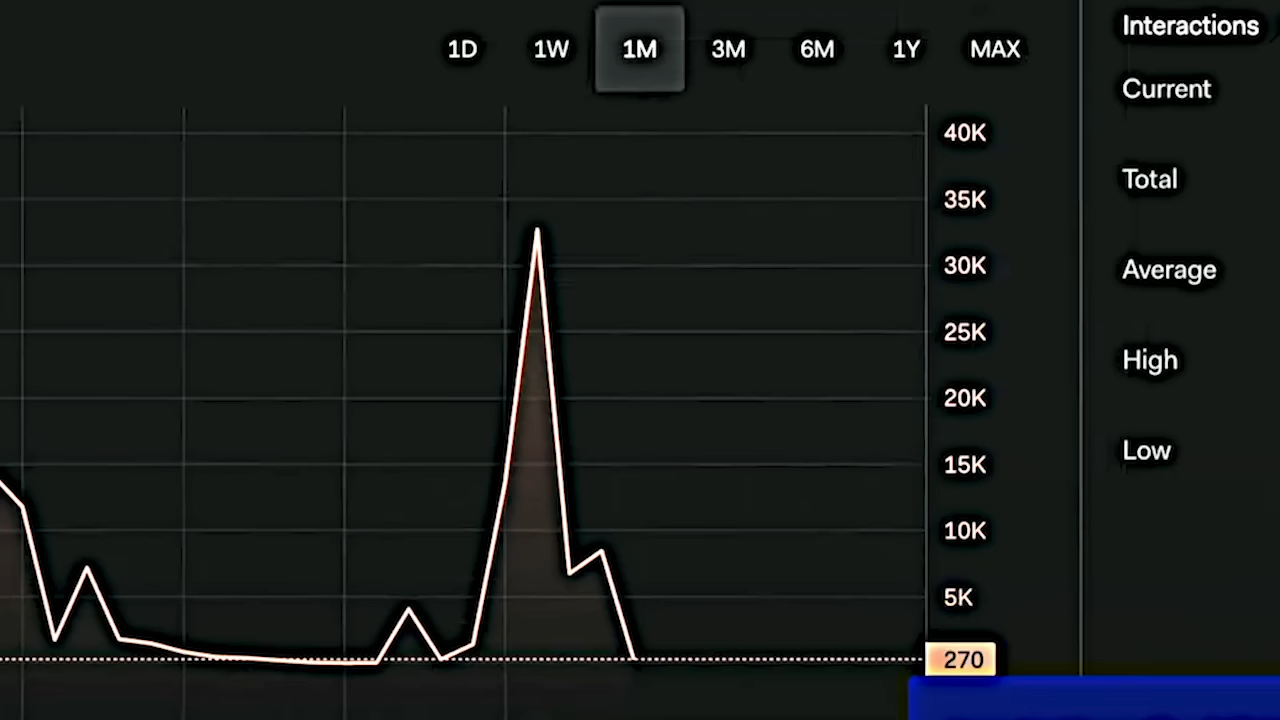 1D 1W 1M 3M 6M 1Y MAX
40K
35K
30K
25K
20K
15K
10K
5K
270
Interactions
Current
Total
Average
High
Low